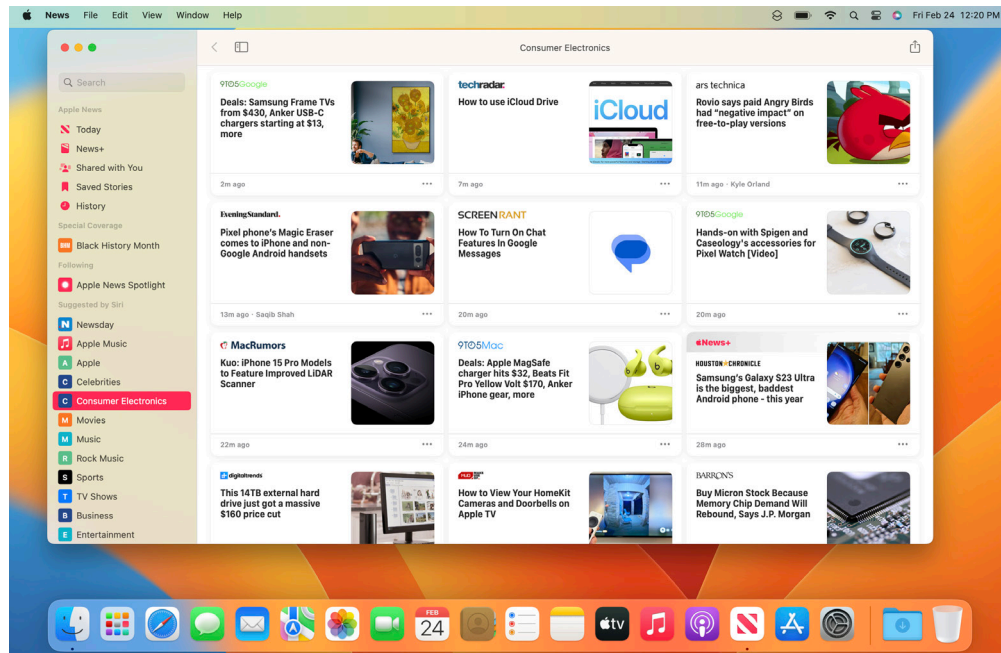 News File Edit View Window Help
Fri Feb 24 12:20 PM
Consumer Electronics
Search
Apple News
Today
News+
Shared with You
Saved Stories
History
Special Coverage
Black History Month
Following
Apple News Spotlight
Suggested by Siri
N Newsday
Apple Music
A Apple
C Celebrities
C Consumer Electronics
M Movies
M Music
R Rock Music
S Sports
T TV Shows
B Business
E Entertainment
9TO5Google
Deals: Samsung Frame TVs
from $430, Anker USB-C
chargers starting at $13,
more
2m ago
techradar.
How to use iCloud Drive
iCloud
7m ago
ars technica
Rovio says paid Angry Birds
had "negative impact" on
free-to-play versions
11m ago · Kyle Orland
Evening Standard.
Pixel phone's Magic Eraser
comes to iPhone and non-
Google Android handsets
13m ago · Saqib Shah
SCREENRANT
How To Turn On Chat
Features In Google
Messages
20m ago
9TO5Google
Hands-on with Spigen and
Caseology's accessories for
Pixel Watch [Video]
20m ago
MacRumors
Kuo: iPhone 15 Pro Models
to Feature Improved LiDAR
Scanner
22m ago
9TO5Mac
Deals: Apple MagSafe
charger hits $32, Beats Fit
Pro Yellow Volt $170, Anker
iPhone gear, more
24m ago
News+
HOUSTON CHRONICLE
Samsung's Galaxy S23 Ultra
is the biggest, baddest
Android phone - this year
28m ago
digitaltrends
This 14TB external hard
drive just got a massive
$160 price cut
How to View Your HomeKit
Cameras and Doorbells on
Apple TV
BARRON'S
Buy Micron Stock Because
Memory Chip Demand Will
Rebound, Says J.P. Morgan
FEB
24
tv